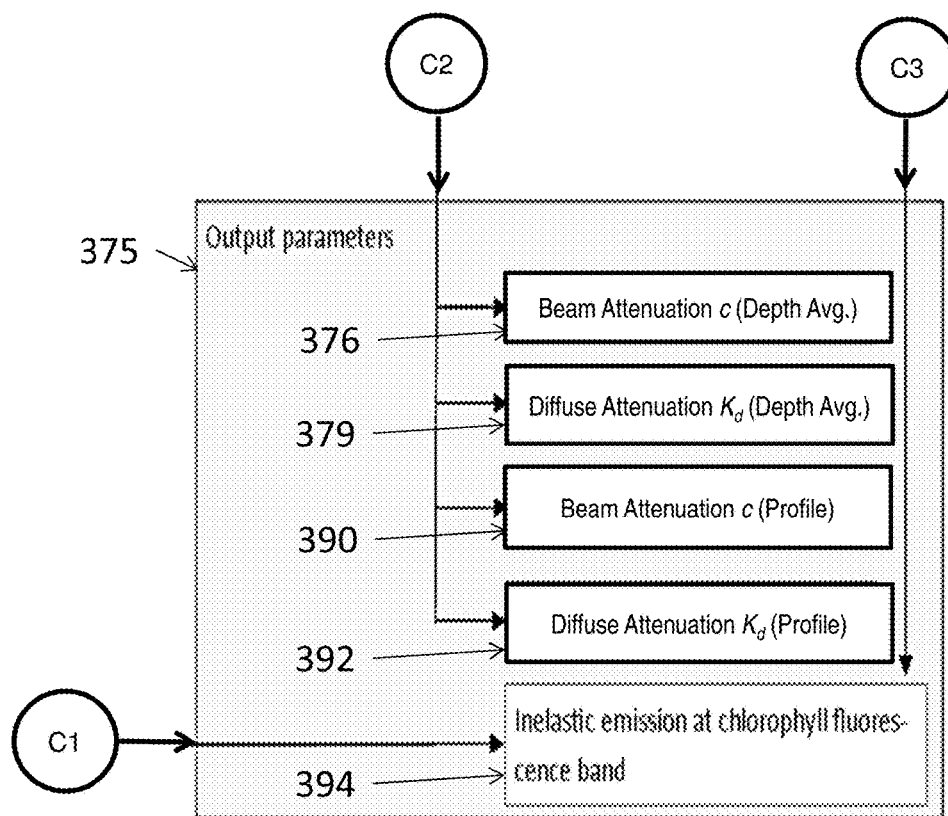 C2
C3
375
Output parameters
Beam Attenuation c (Depth Avg.)
376
Diffuse Attenuation Kd (Depth Avg.)
379
Beam Attenuation c (Profile)
390
Diffuse Attenuation Kd (Profile)
392
C1
Inelastic emission at chlorophyll fluores-
cence band
394